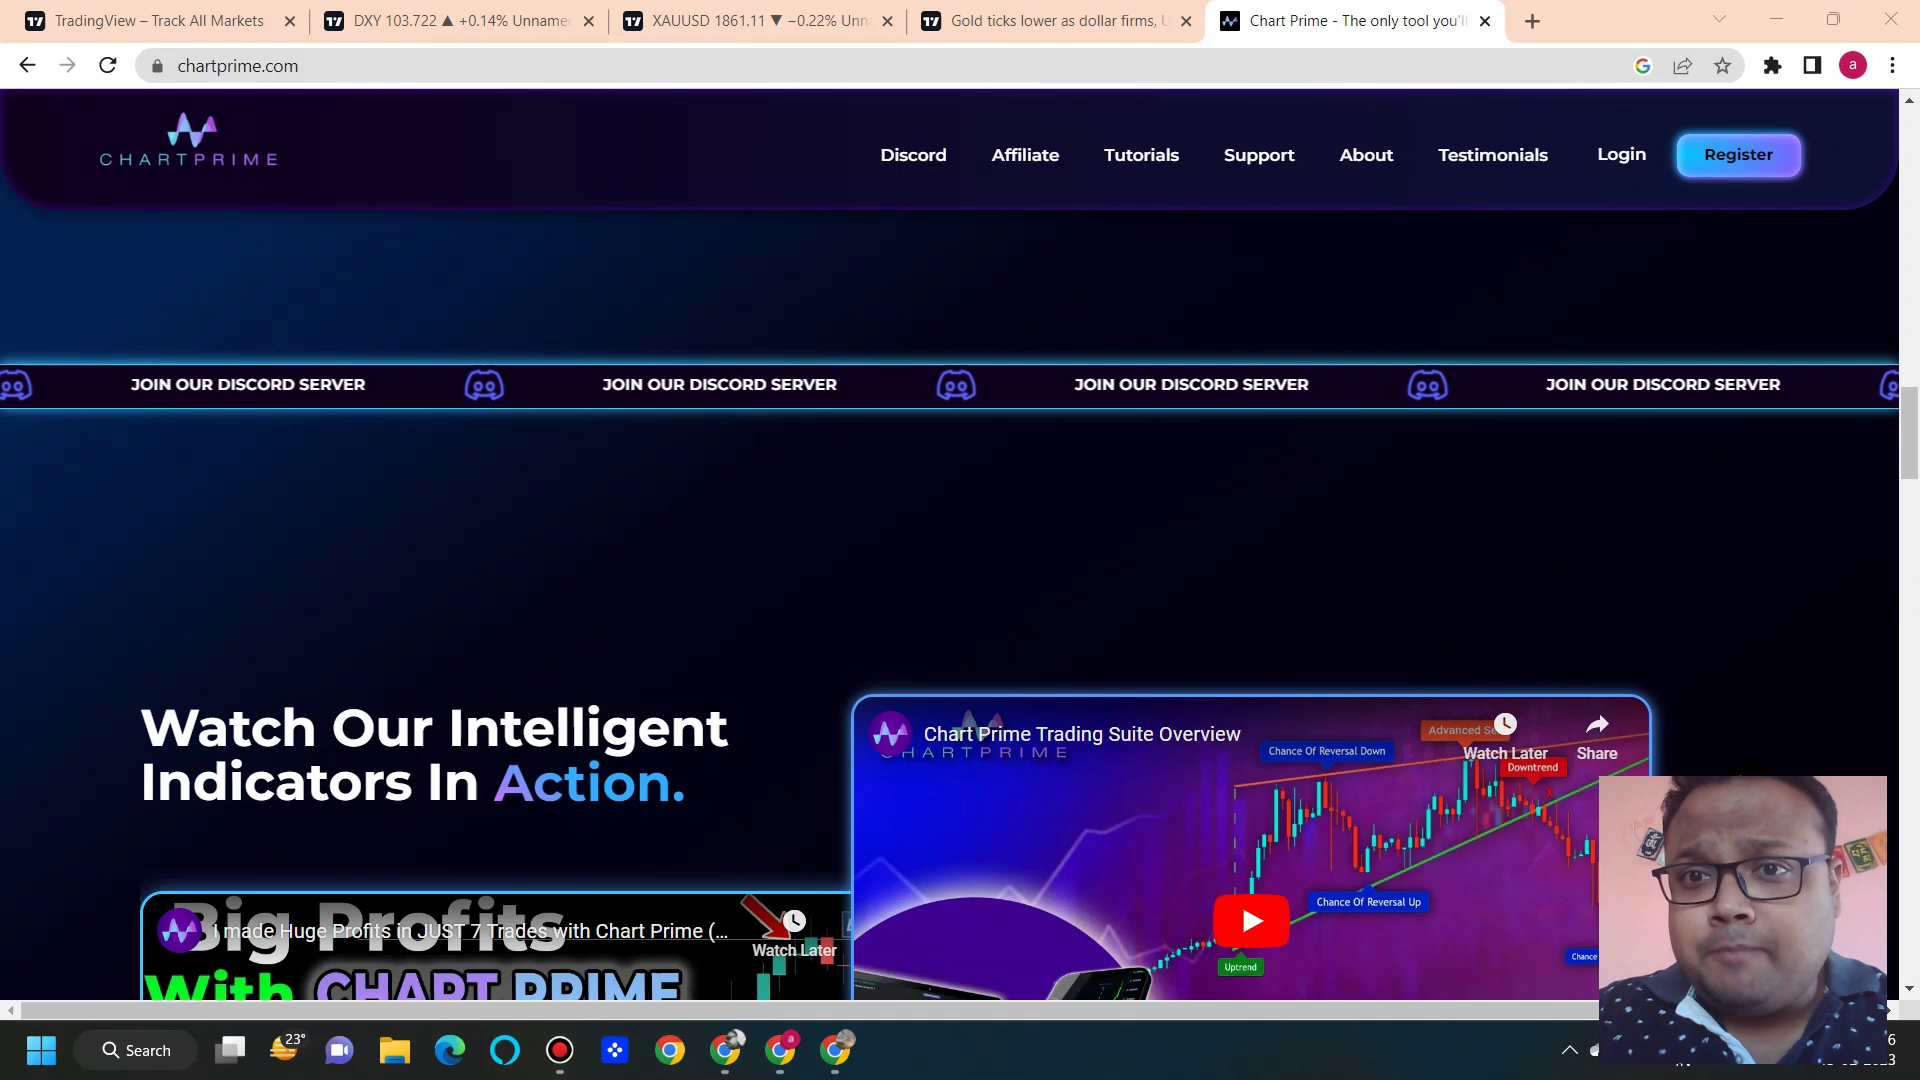 TradingView – Track All Markets
DXY 103.722 ▲ +0.14% Unname
XAUUSD 1861.11 ▼ −0.22% Unn
Gold ticks lower as dollar firms, U
Chart Prime - The only tool you'll
chartprime.com
a
CHARTPRIME
Discord
Affiliate
Tutorials
Support
About
Testimonials
Login
Register
JOIN OUR DISCORD SERVER
JOIN OUR DISCORD SERVER
JOIN OUR DISCORD SERVER
JOIN OUR DISCORD SERVER
Watch Our Intelligent
Indicators In Action.
Chart Prime Trading Suite Overview
HARTPRIME
Chance Of Reversal Down
Advanced Se
Watch Later
Share
Downtrend
Chance Of Reversal Up
Chance
Uptrend
Big Profits
I made Huge Profits in JUST 7 Trades with Chart Prime (...
Watch Later
With CHART PRIME
Search
23°